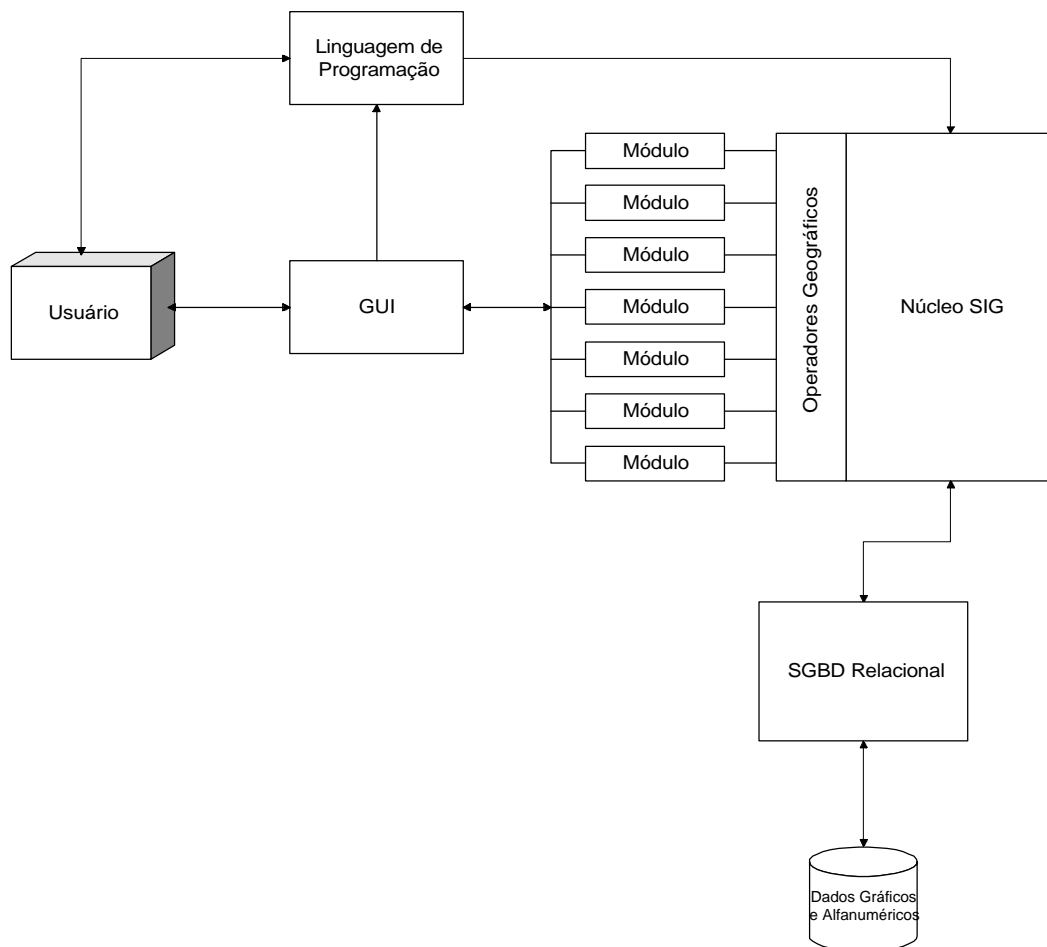 Linguagem de
Programação
Módulo
Módulo
Módulo
Módulo
Módulo
Módulo
Módulo
Operadores Geográficos
Núcleo SIG
Usuário
GUI
SGBD Relacional
Dados Gráficos
e Alfanuméricos